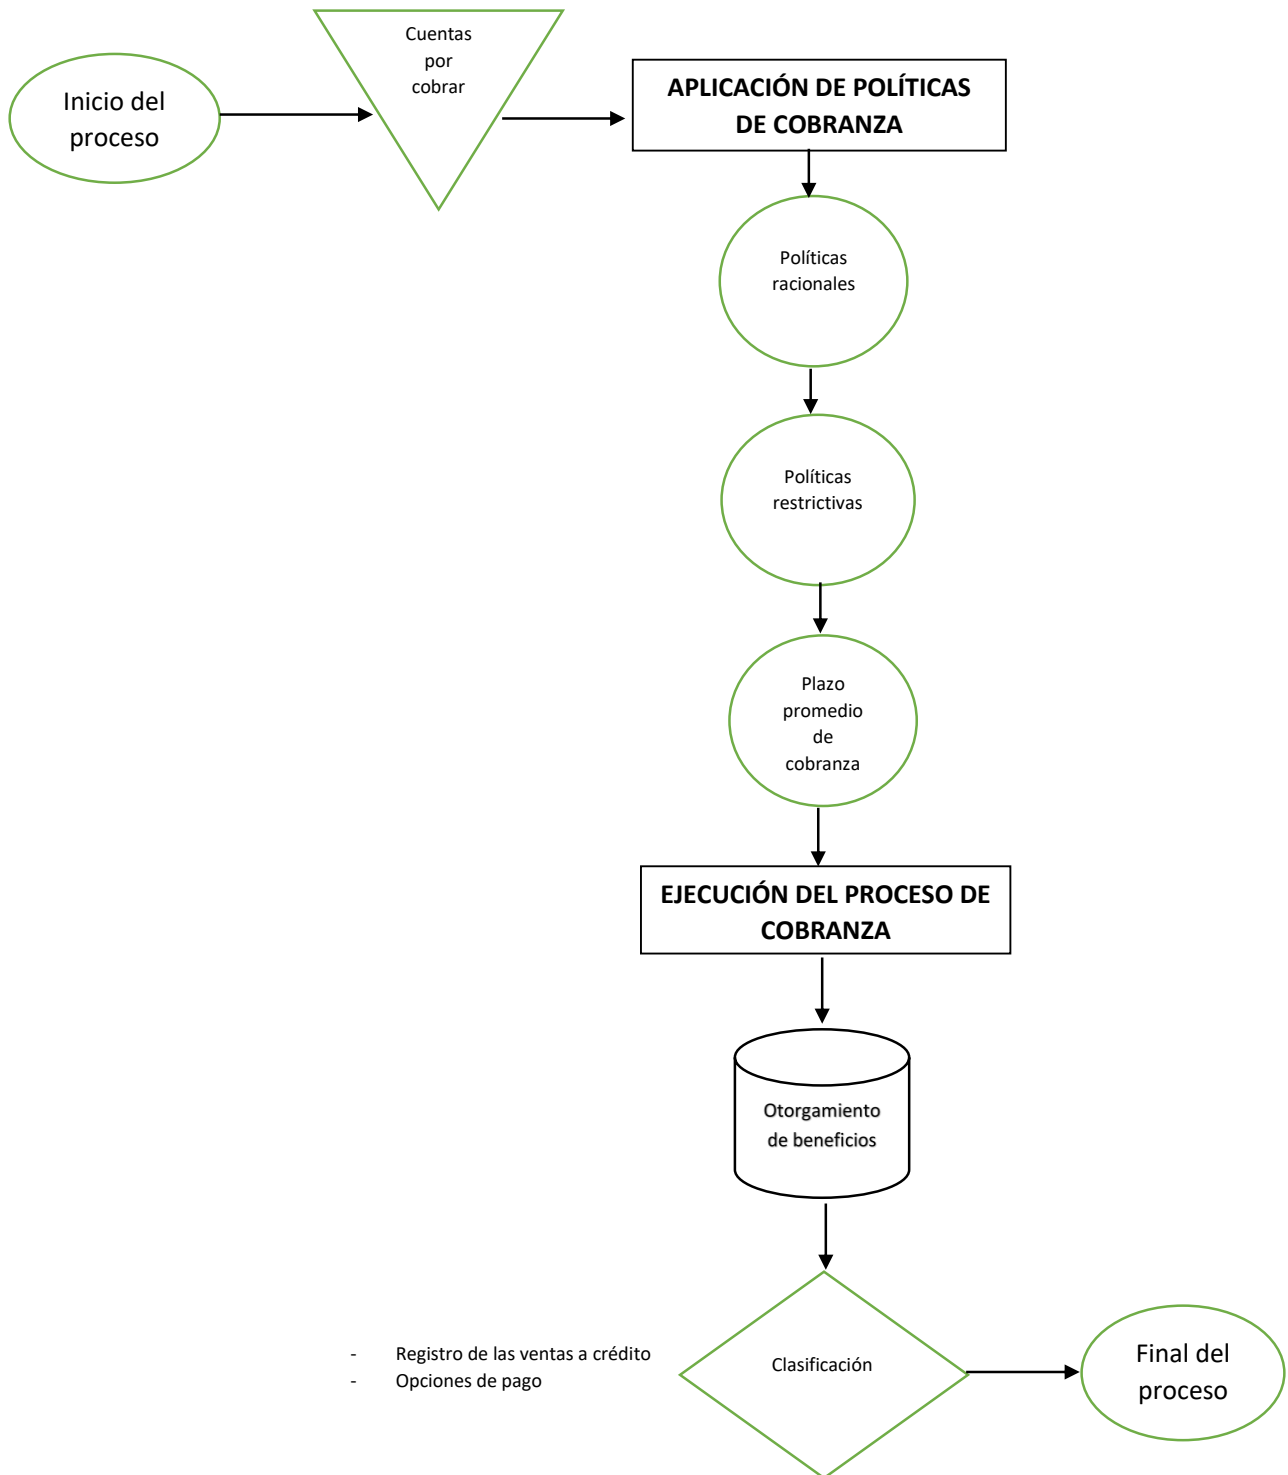 Inicio del
proceso
Cuentas
por
cobrar
APLICACIÓN DE POLÍTICAS
DE COBRANZA
Políticas
racionales
Políticas
restrictivas
Plazo
promedio
de
cobranza
EJECUCIÓN DEL PROCESO DE
COBRANZA
Otorgamiento
de beneficios
- Registro de las ventas a crédito
- Opciones de pago
Clasificación
Final del
proceso